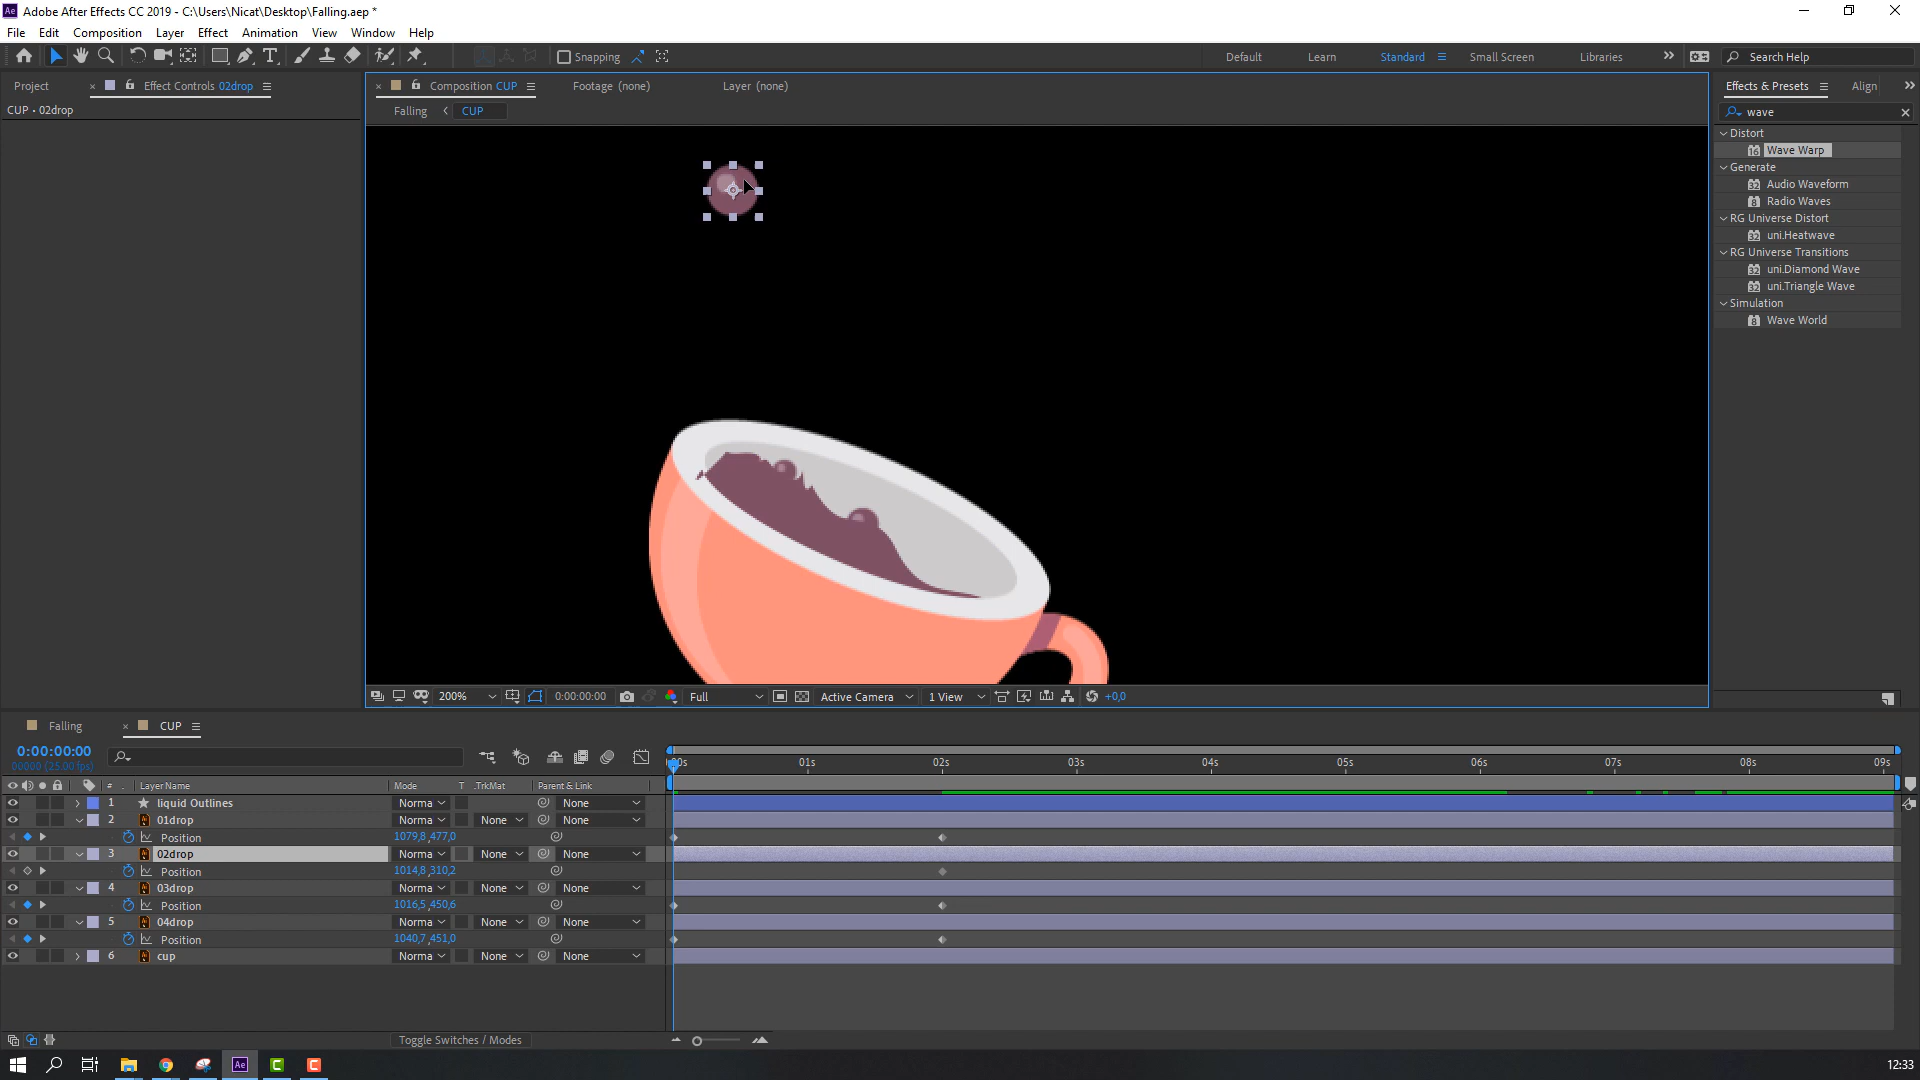 Adobe After Effects CC 2019 - C:\Users\Nicat\Desktop\Falling.aep *
File Edit Composition Layer Effect Animation View Window Help
Snapping Default Learn Standard Small Screen Libraries Search Help
Project Effect Controls 02drop Composition CUP Footage (none) Layer (none) Effects & Presets Align
CUP • 02drop Falling CUP wave
Distort
Wave Warp
Generate
Audio Waveform
Radio Waves
RG Universe Distort
uni.Heatwave
RG Universe Transitions
uni.Diamond Wave
uni.Triangle Wave
Simulation
Wave World
200% 0:00:00:00 Full Active Camera 1 View +0,0
Falling CUP
0:00:00:00
00000 (25.00 fps)
00s 01s 02s 03s 04s 05s 06s 07s 08s 09s
# Layer Name Mode T .TrkMat Parent & Link
1 liquid Outlines Norma None
2 01drop Norma None None
Position 1079,8 ,477,0
3 02drop Norma None None
Position 1014,8 ,310,2
4 03drop Norma None None
Position 1016,5 ,450,6
5 04drop Norma None None
Position 1040,7 ,451,0
6 cup Norma None None
Toggle Switches / Modes
12:33